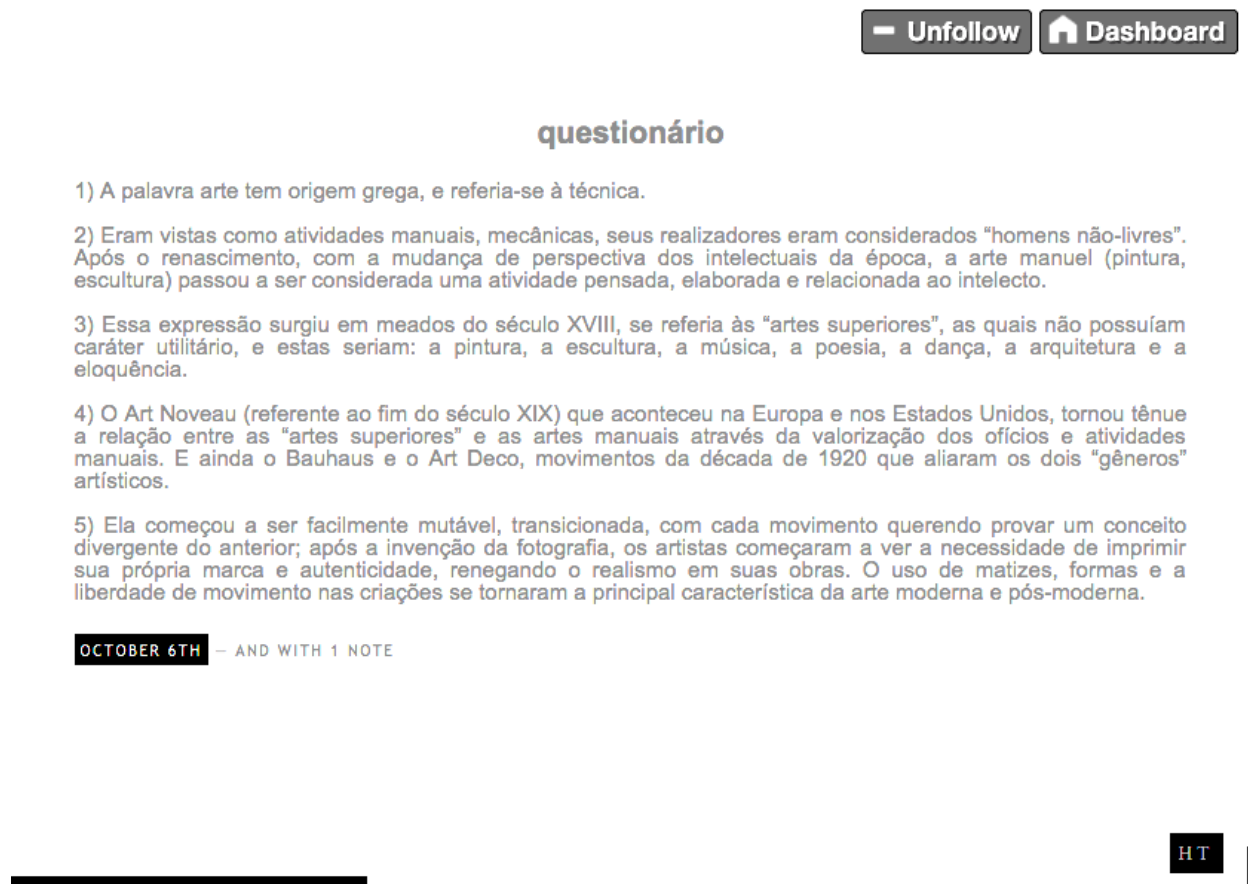 Unfollow Dashboard
questionário
1) A palavra arte tem origem grega, e referia-se à técnica.
2) Eram vistas como atividades manuais, mecânicas, seus realizadores eram considerados “homens não-livres”.
Após o renascimento, com a mudança de perspectiva dos intelectuais da época, a arte manuel (pintura,
escultura) passou a ser considerada uma atividade pensada, elaborada e relacionada ao intelecto.
3) Essa expressão surgiu em meados do século XVIII, se referia às “artes superiores”, as quais não possuíam
caráter utilitário, e estas seriam: a pintura, a escultura, a música, a poesia, a dança, a arquitetura e a
eloquência.
4) O Art Noveau (referente ao fim do século XIX) que aconteceu na Europa e nos Estados Unidos, tornou tênue
a relação entre as “artes superiores” e as artes manuais através da valorização dos ofícios e atividades
manuais. E ainda o Bauhaus e o Art Deco, movimentos da década de 1920 que aliaram os dois “gêneros”
artísticos.
5) Ela começou a ser facilmente mutável, transicionada, com cada movimento querendo provar um conceito
divergente do anterior; após a invenção da fotografia, os artistas começaram a ver a necessidade de imprimir
sua própria marca e autenticidade, renegando o realismo em suas obras. O uso de matizes, formas e a
liberdade de movimento nas criações se tornaram a principal característica da arte moderna e pós-moderna.
OCTOBER 6TH — AND WITH 1 NOTE
H T